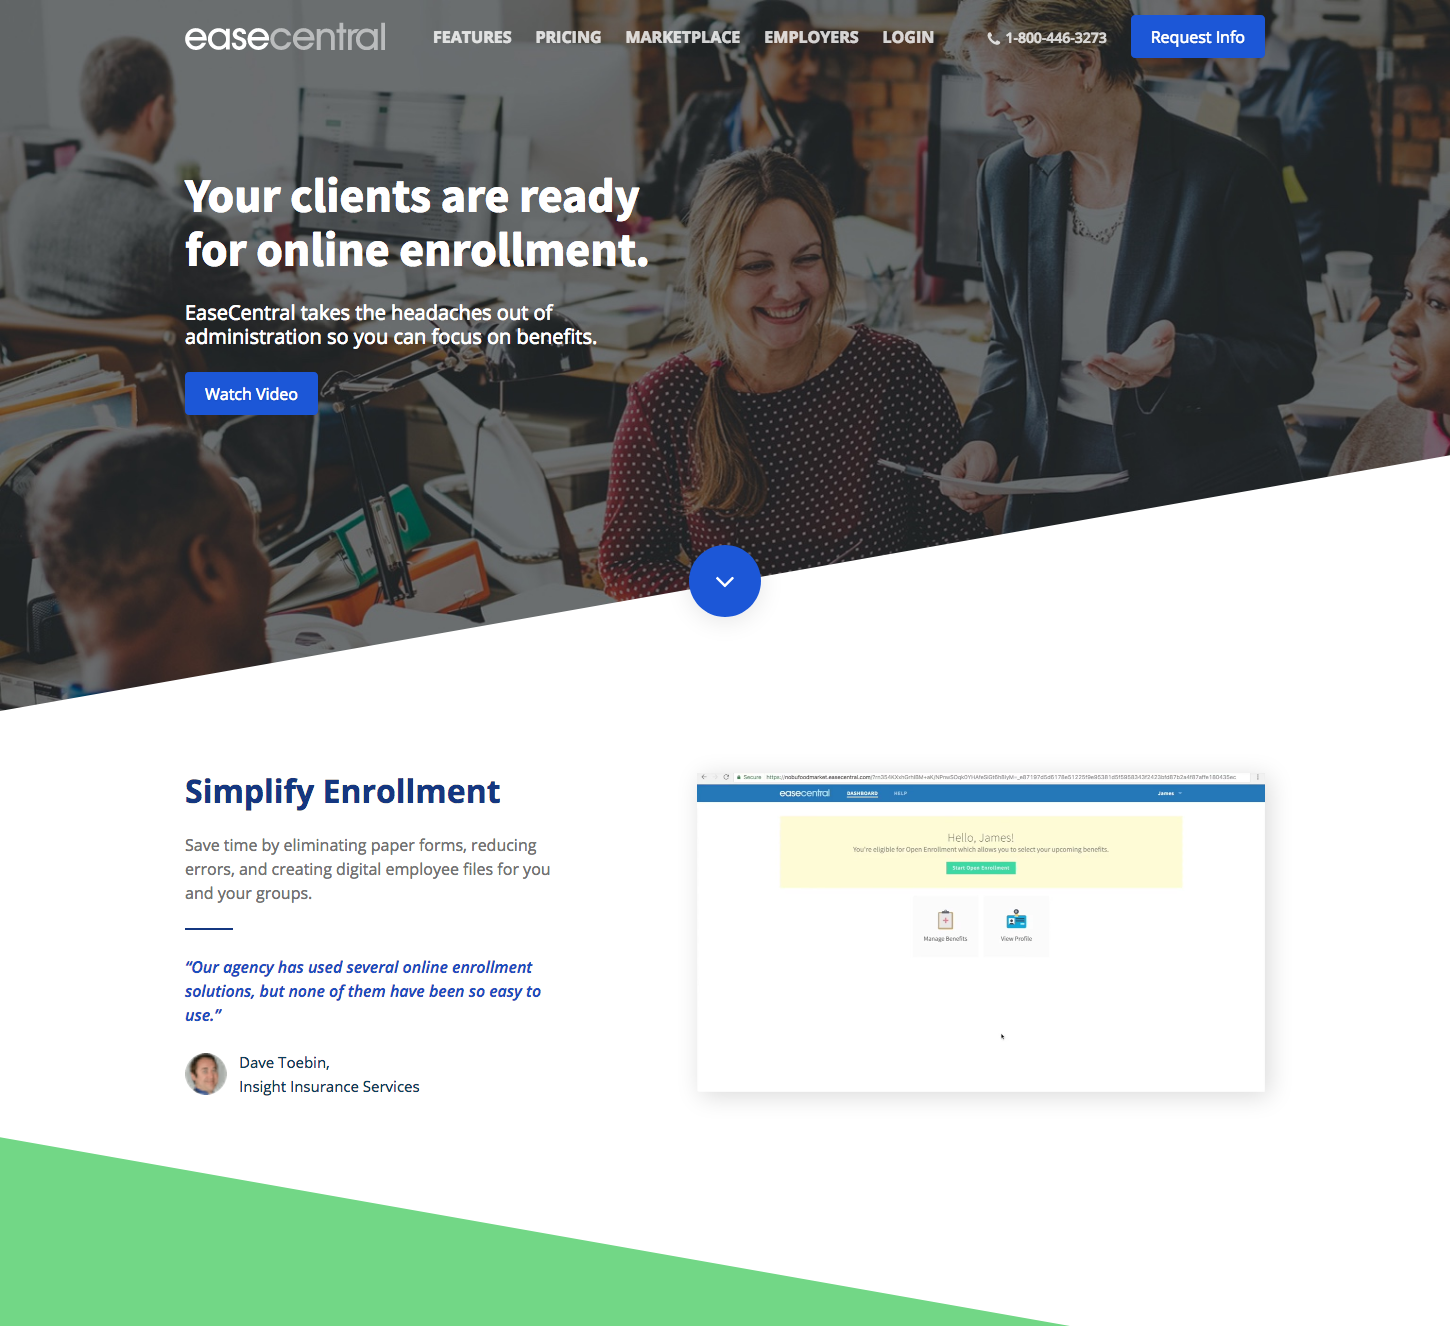 easecentral
FEATURES PRICING MARKETPLACE EMPLOYERS LOGIN
1-800-446-3273
Request Info
Your clients are ready
for online enrollment.
EaseCentral takes the headaches out of
administration so you can focus on benefits.
Watch Video
Simplify Enrollment
Save time by eliminating paper forms, reducing
errors, and creating digital employee files for you
and your groups.
“Our agency has used several online enrollment
solutions, but none of them have been so easy to
use.”
Dave Toebin,
Insight Insurance Services
Secure
easecentral DASHBOARD HELP James
Hello, James!
You're eligible for Open Enrollment which allows you to select your upcoming benefits.
Start Open Enrollment
Manage Benefits View Profile